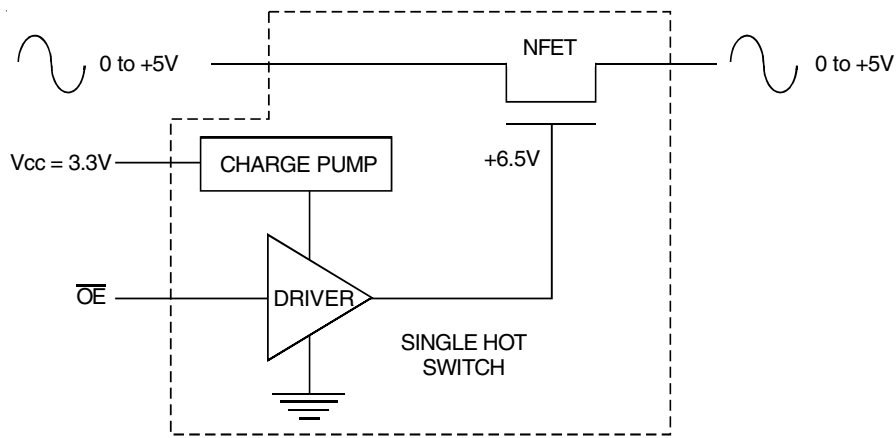 NFET
0 to +5V
0 to +5V
Vcc = 3.3V
CHARGE PUMP
+6.5V
OE
DRIVER
SINGLE HOT
SWITCH